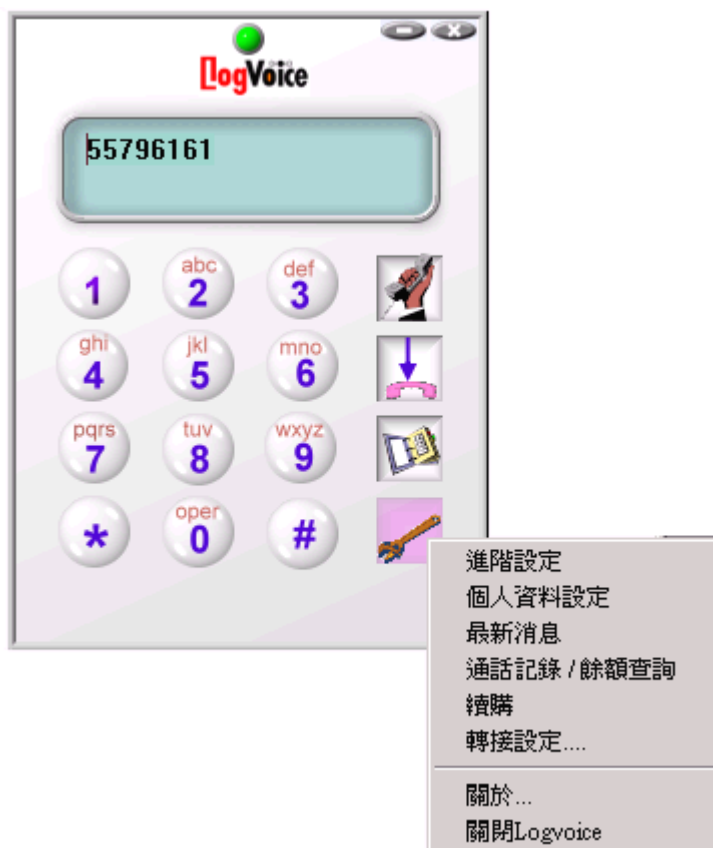 LogVoice
55796161
1
abc
2
def
3
ghi
4
jkl
5
mno
6
pqrs
7
tuv
8
wxyz
9
*
oper
0
#
進階設定
個人資料設定
最新消息
通話記錄 / 餘額查詢
續購
轉接設定....
關於...
關閉Logvoice